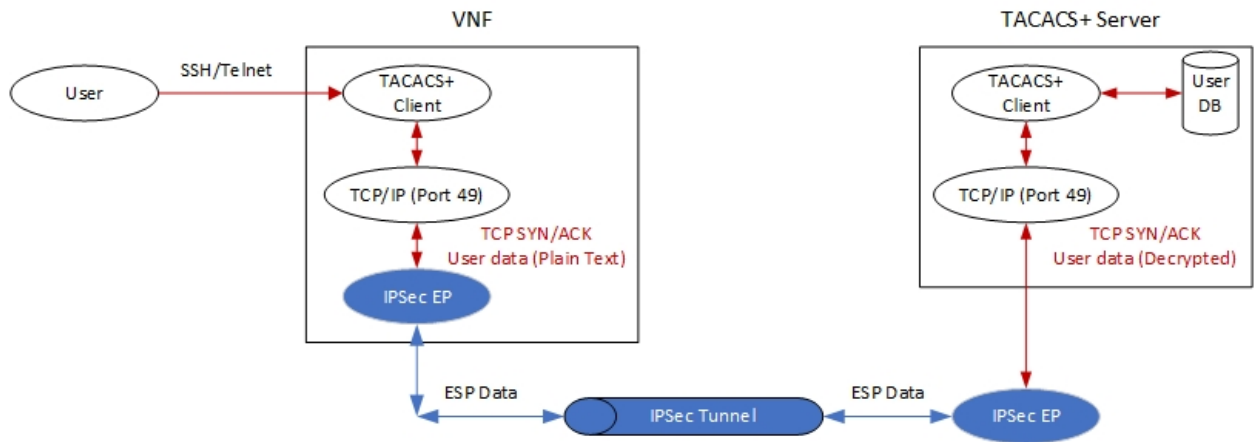 VNF
TACACS+ Server
SSH/Telnet
User
TACACS+
Client
TCP/IP (Port 49)
TCP SYN/ACK
User data (Plain Text)
IPSec EP
TACACS+
Client
User
DB
TCP/IP (Port 49)
TCP SYN/ACK
User data (Decrypted)
ESP Data
IPSec Tunnel
ESP Data
IPSec EP